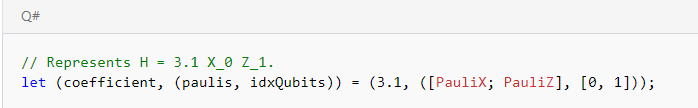 Q#
// Represents H = 3.1 X_0 Z_1.
let (coefficient, (paulis, idxQubits)) = (3.1, ([PauliX; PauliZ], [0, 1]));